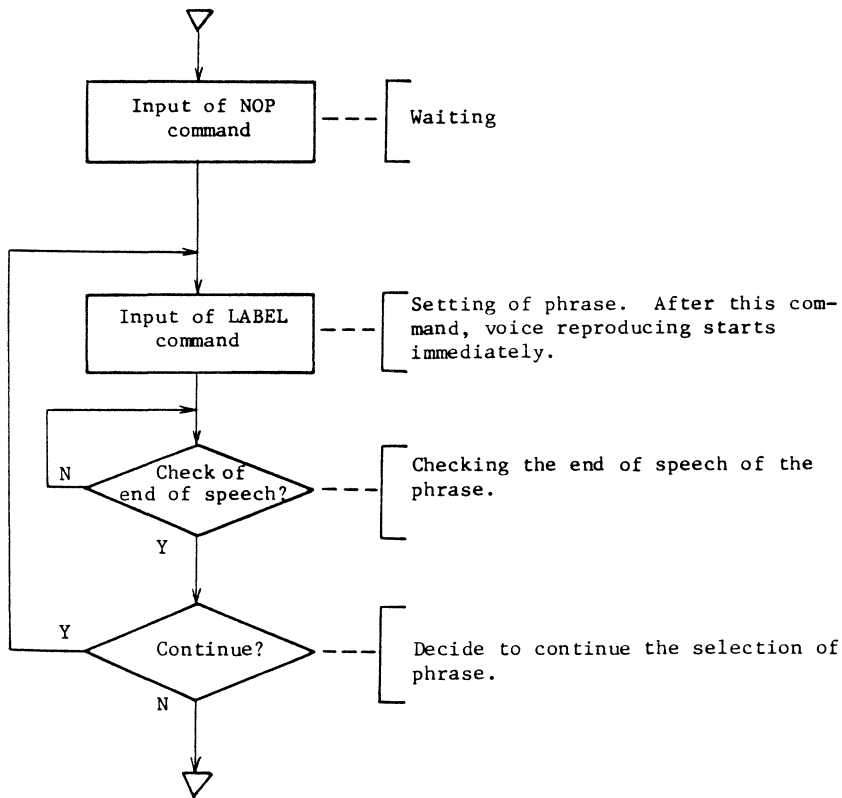 Input of NOP
command
Waiting
Input of LABEL
command
Setting of phrase. After this com-
mand, voice reproducing starts
immediately.
Check of
end of speech?
N
Y
Checking the end of speech of the
phrase.
Continue?
Y
N
Decide to continue the selection of
phrase.